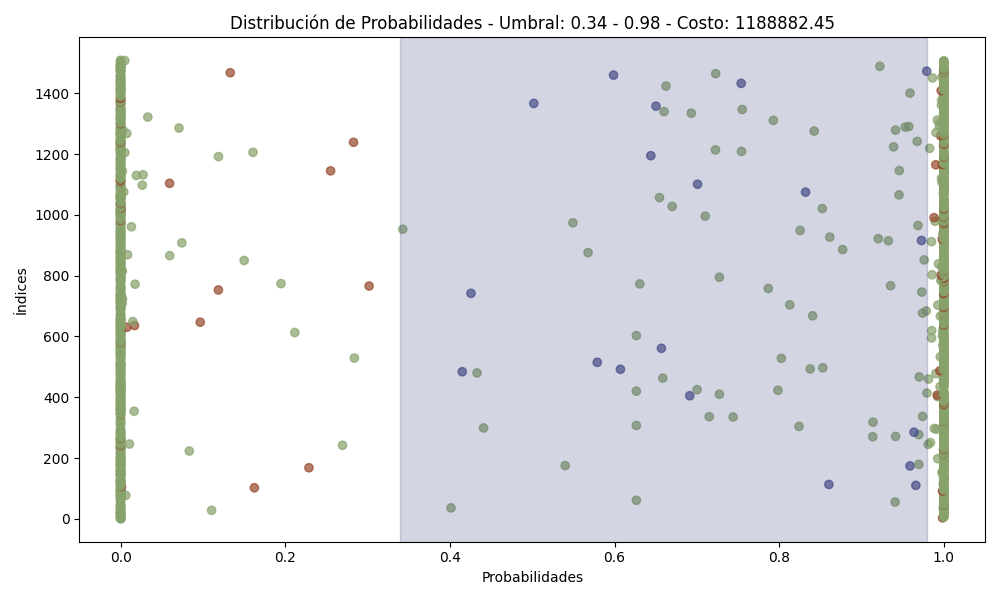 Distribución de Probabilidades - Umbral: 0.34 - 0.98 - Costo: 1188882.45
1400
1200
1000
800
600
400
200
0
Índices
0.0 0.2 0.4 0.6 0.8 1.0
Probabilidades